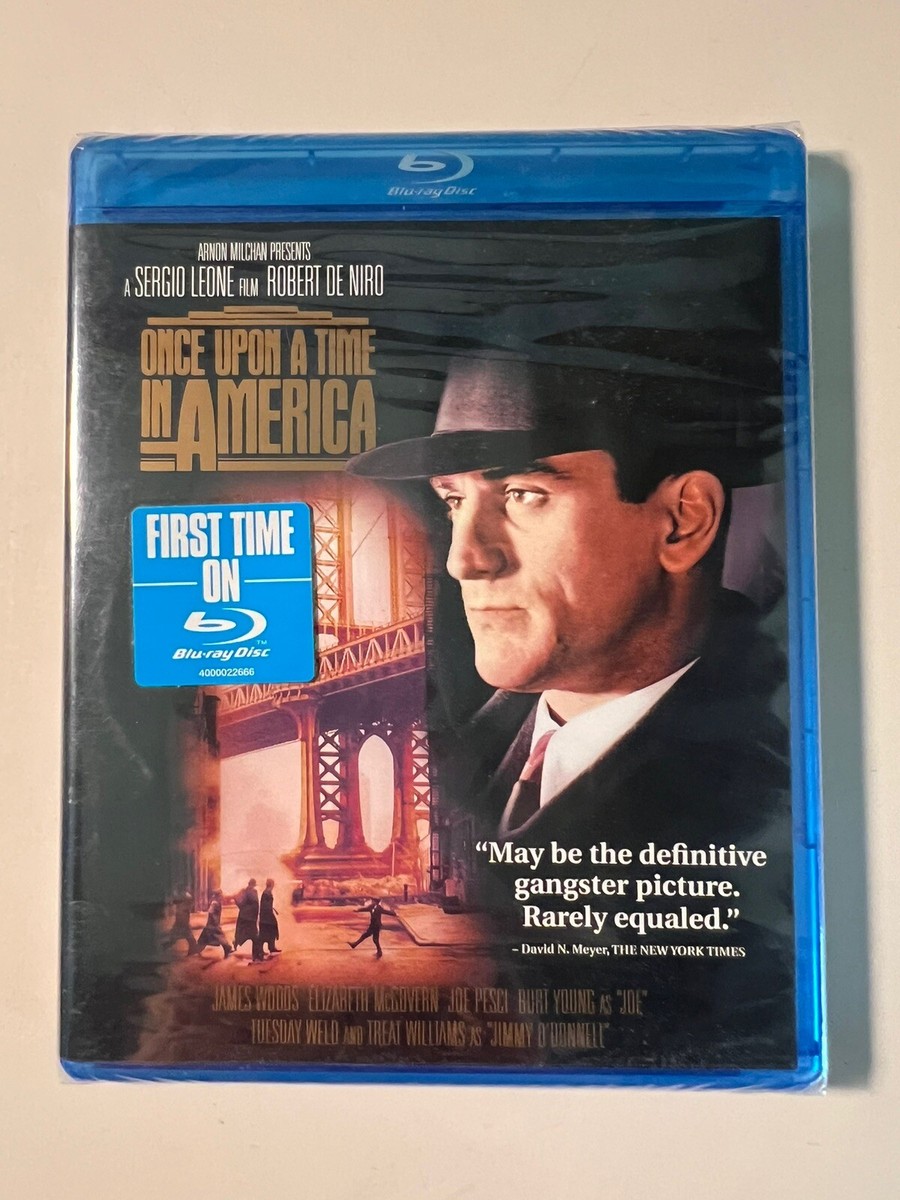 Blu-ray Disc
ARNON MILCHAN PRESENTS
A SERGIO LEONE FILM ROBERT DE NIRO
ONCE UPON A TIME
IN AMERICA
FIRST TIME
ON
Blu-ray Disc™
4000022666
“May be the definitive
gangster picture.
Rarely equaled.”
– David N. Meyer, THE NEW YORK TIMES
JAMES WOODS ELIZABETH McGOVERN JOE PESCI BURT YOUNG AS "JOE"
TUESDAY WELD AND TREAT WILLIAMS AS "JIMMY O'DONNELL"